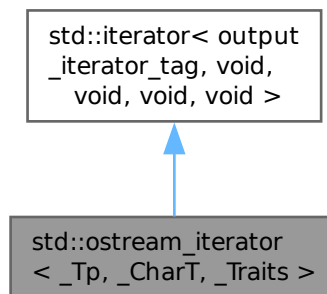 std::iterator< output
_iterator_tag, void,
void, void, void >
std::ostream_iterator
< _Tp, _CharT, _Traits >